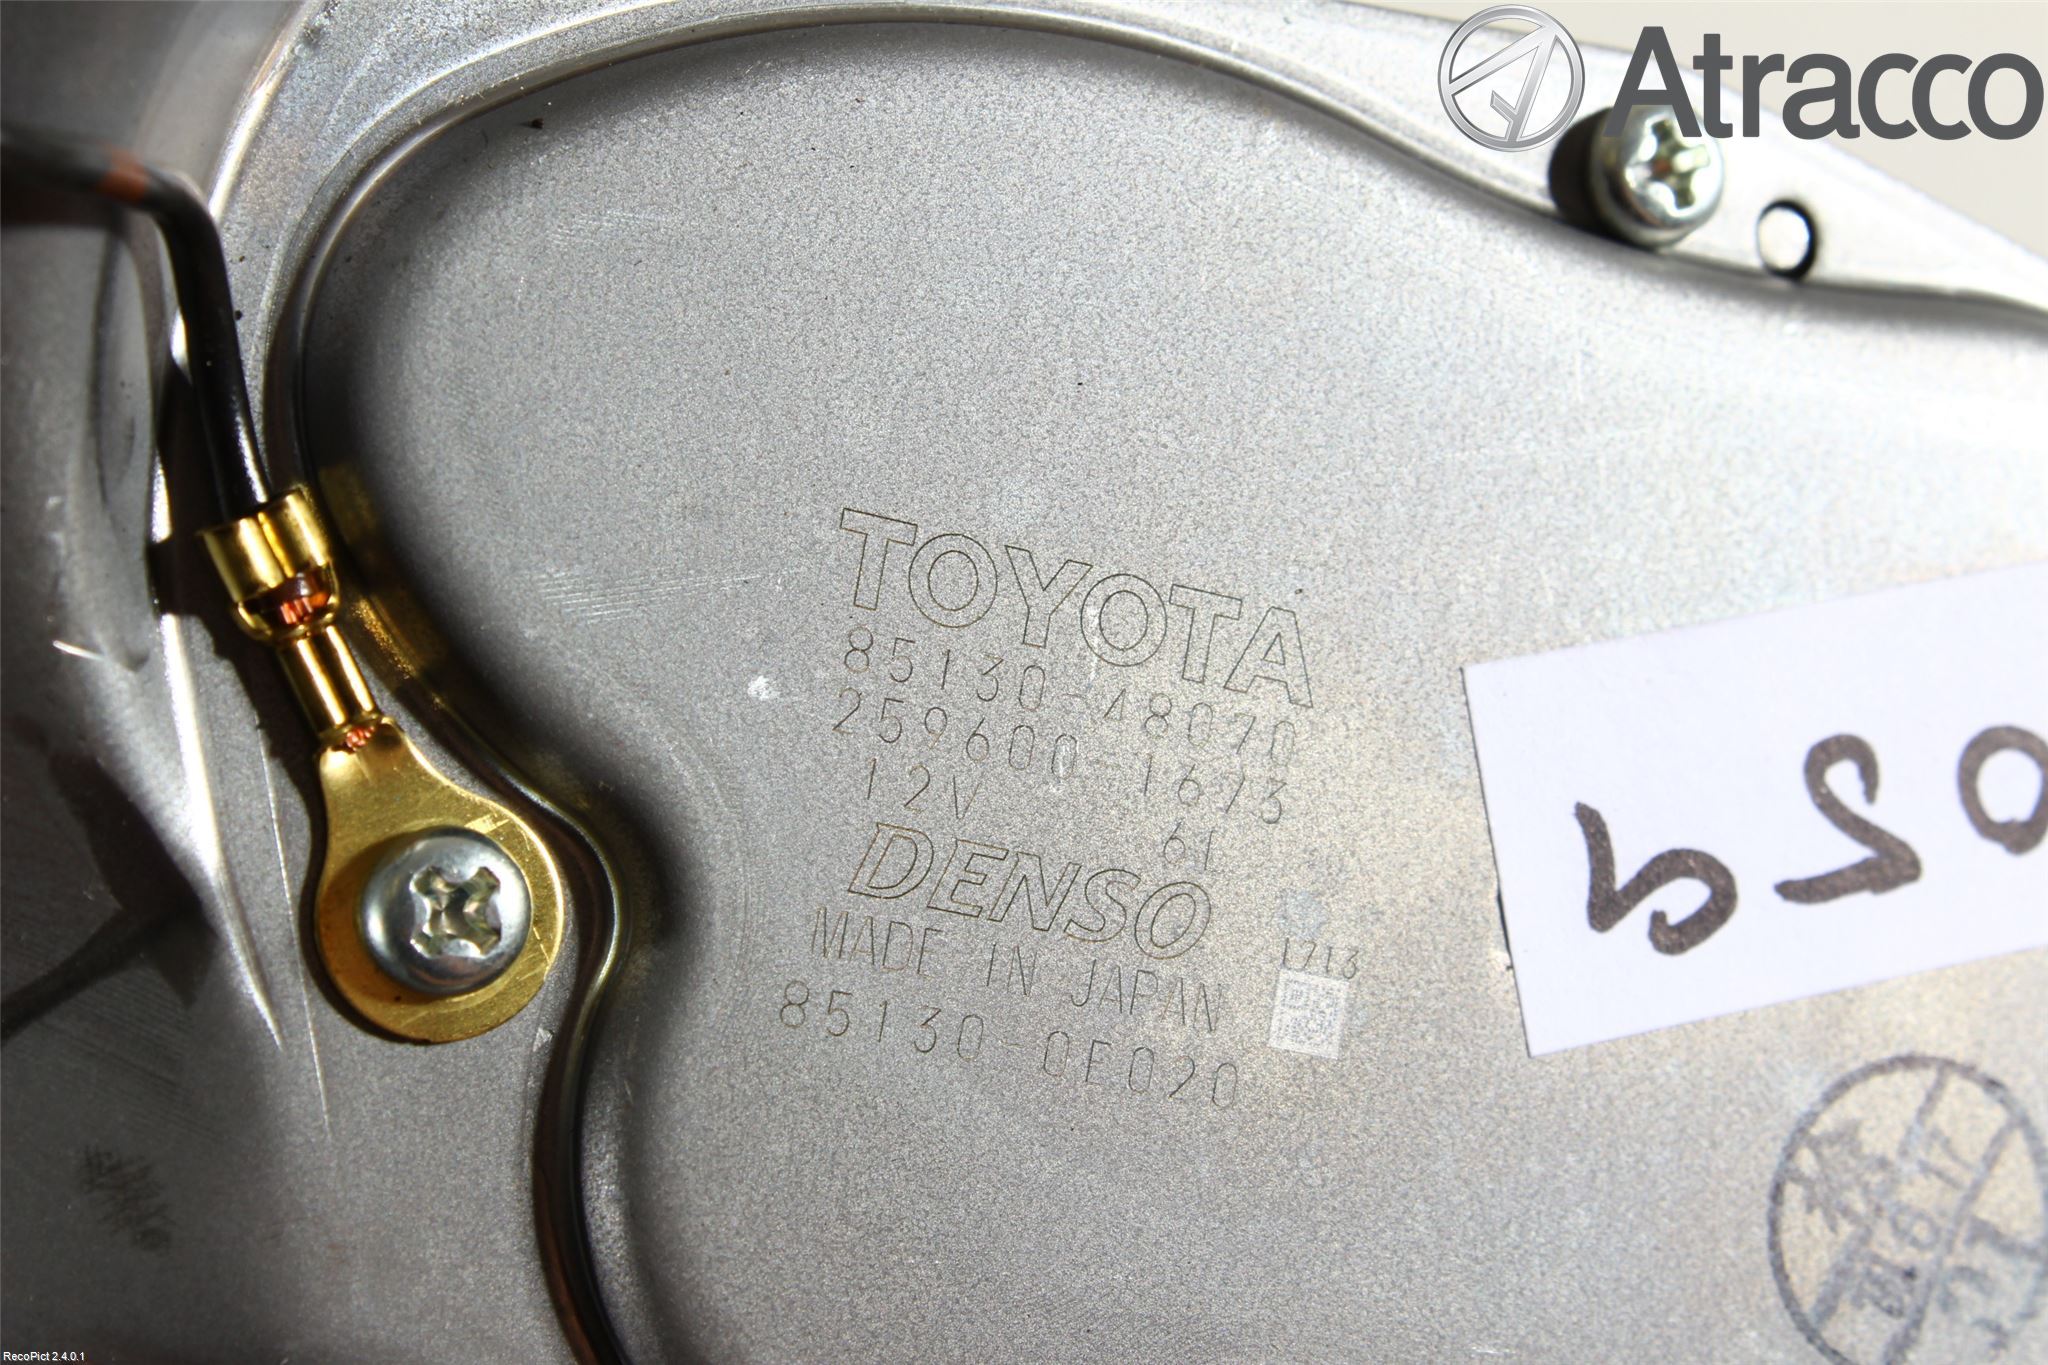 Atracco
TOYOTA
85130-48070
259600-1673
12V 61
DENSO
MADE IN JAPAN 1713
85130-0E020
RecoPict 2.4.0.1